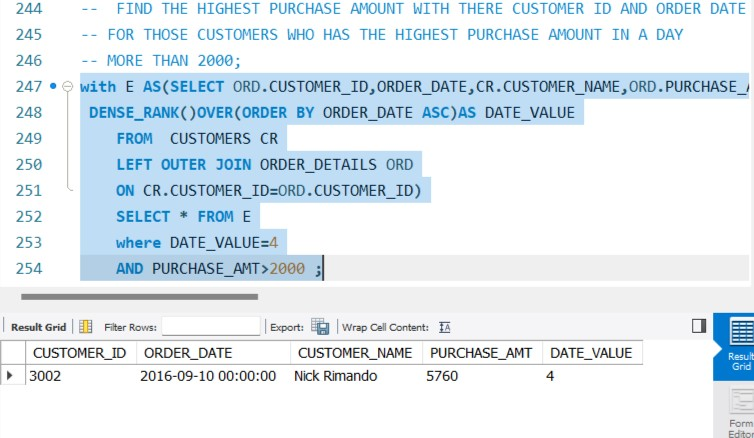 244 -- FIND THE HIGHEST PURCHASE AMOUNT WITH THERE CUSTOMER ID AND ORDER DATE
245 -- FOR THOSE CUSTOMERS WHO HAS THE HIGHEST PURCHASE AMOUNT IN A DAY
246 -- MORE THAN 2000;
247 with E AS(SELECT ORD.CUSTOMER_ID,ORDER_DATE,CR.CUSTOMER_NAME,ORD.PURCHASE_
248 DENSE_RANK()OVER(ORDER BY ORDER_DATE ASC)AS DATE_VALUE
249 FROM CUSTOMERS CR
250 LEFT OUTER JOIN ORDER_DETAILS ORD
251 ON CR.CUSTOMER_ID=ORD.CUSTOMER_ID)
252 SELECT * FROM E
253 where DATE_VALUE=4
254 AND PURCHASE_AMT>2000 ;
Result Grid Filter Rows: Export: Wrap Cell Content:
CUSTOMER_ID ORDER_DATE CUSTOMER_NAME PURCHASE_AMT DATE_VALUE
3002 2016-09-10 00:00:00 Nick Rimando 5760 4
Result
Grid
Form
Editor